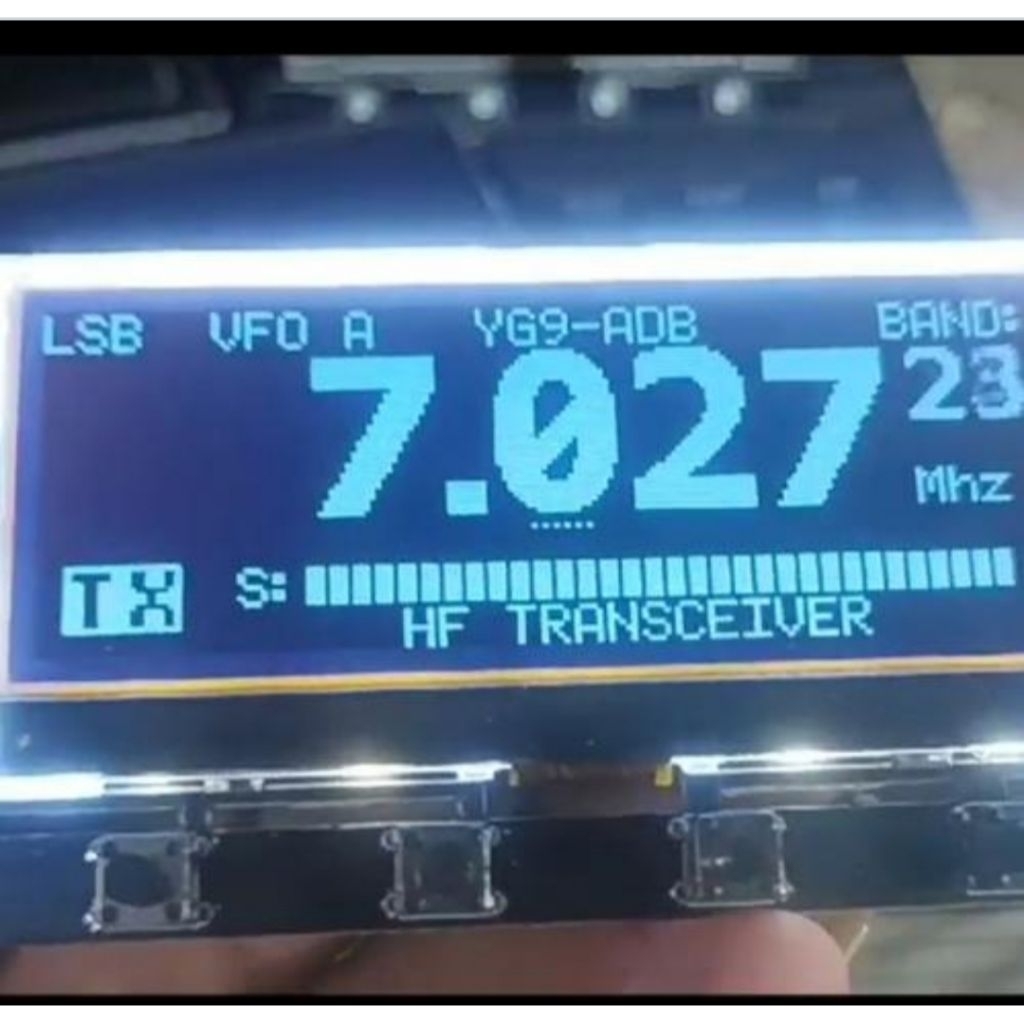 LSB VFO A YG9-ADB BAND:
7.027 23
Mhz
TX S:
HF TRANSCEIVER